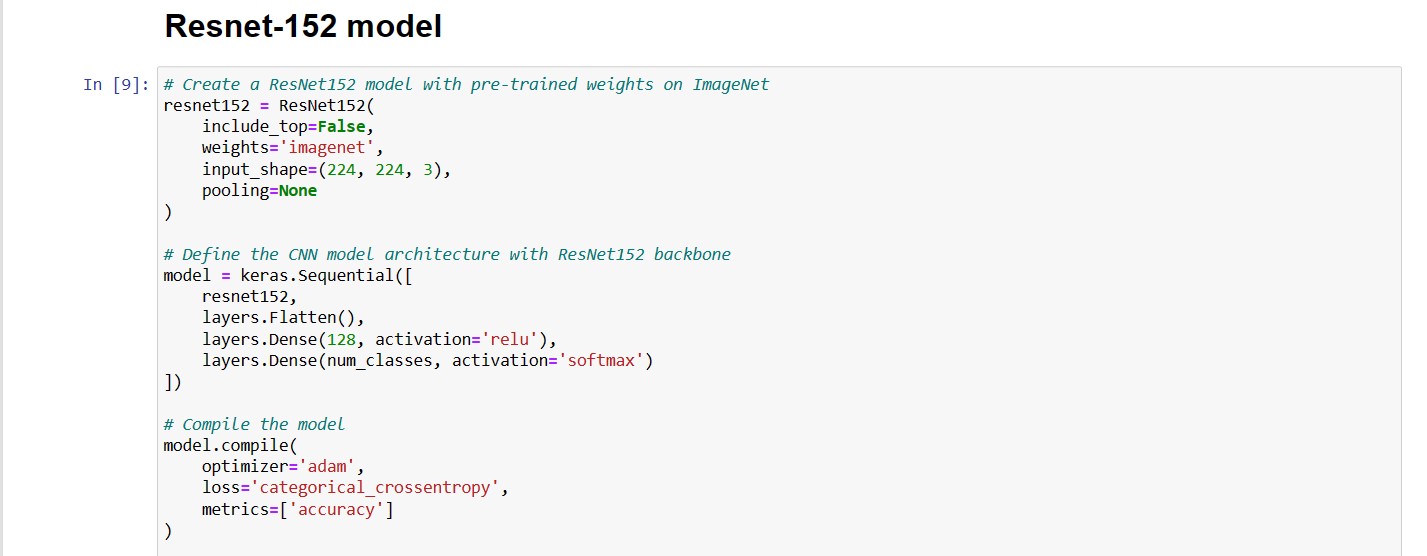 Resnet-152 model
In [9]: # Create a ResNet152 model with pre-trained weights on ImageNet
resnet152 = ResNet152(
    include_top=False,
    weights='imagenet',
    input_shape=(224, 224, 3),
    pooling=None
)
# Define the CNN model architecture with ResNet152 backbone
model = keras.Sequential([
    resnet152,
    layers.Flatten(),
    layers.Dense(128, activation='relu'),
    layers.Dense(num_classes, activation='softmax')
])
# Compile the model
model.compile(
    optimizer='adam',
    loss='categorical_crossentropy',
    metrics=['accuracy']
)